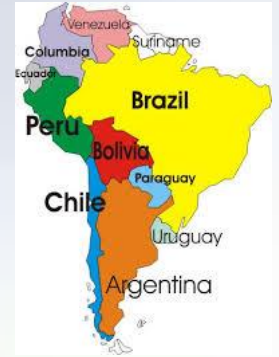 Venezuela
Suriname
Columbia
Ecuador
Brazil
Peru
Bolivia
Paraguay
Chile
Uruguay
Argentina